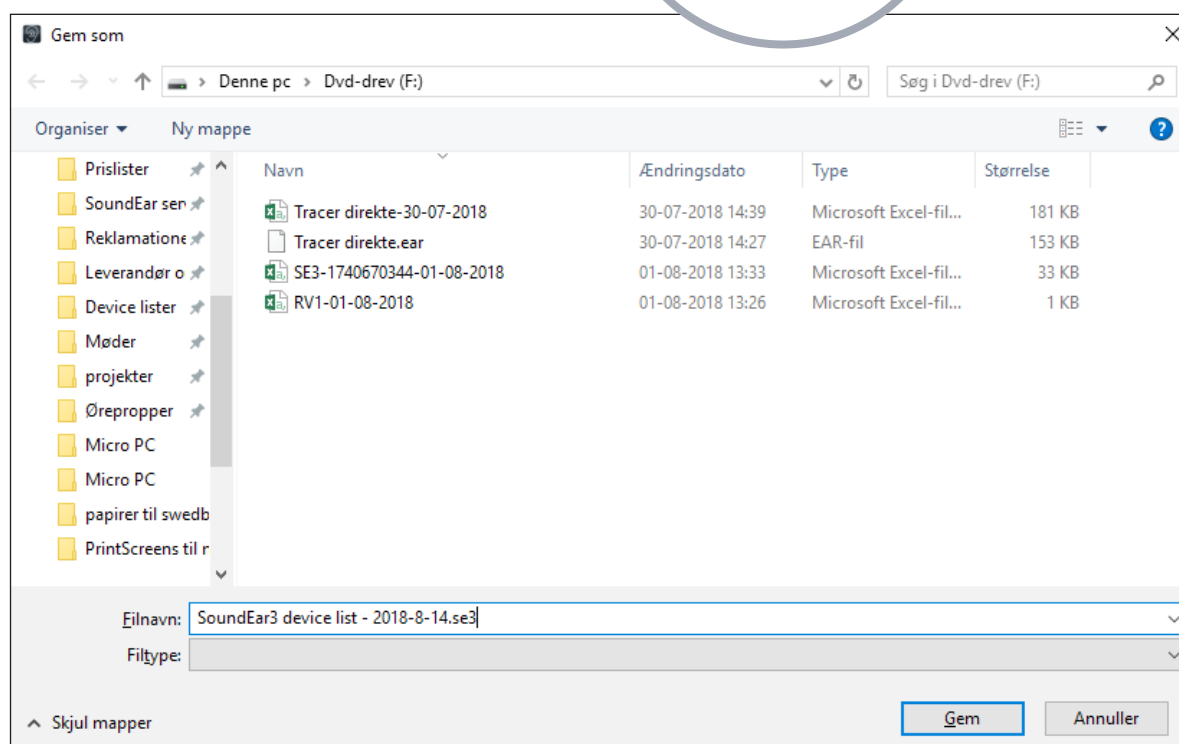 Gem som
Denne pc > Dvd-drev (F:)
Søg i Dvd-drev (F:)
Organiser
Ny mappe
Prislister
SoundEar ser
Reklamatione
Leverandør o
Device lister
Møder
projekter
Ørepropper
Micro PC
Micro PC
papirer til swedb
PrintScreens til r
Navn Ændringsdato Type Størrelse
Tracer direkte-30-07-2018 30-07-2018 14:39 Microsoft Excel-fil... 181 KB
Tracer direkte.ear 30-07-2018 14:27 EAR-fil 153 KB
SE3-1740670344-01-08-2018 01-08-2018 13:33 Microsoft Excel-fil... 33 KB
RV1-01-08-2018 01-08-2018 13:26 Microsoft Excel-fil... 1 KB
Filnavn: SoundEar3 device list - 2018-8-14.se3
Filtype:
Skjul mapper
Gem
Annuller